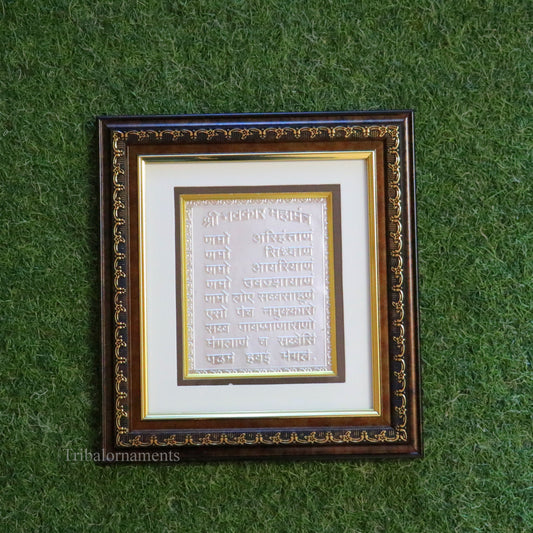 श्री नवकार महामंत्र
णमो अरिहंताणं
णमो सिध्धाणं
णमो आयरियाणं
णमो उवज्झायाणं
णमो लोए सव्वसाहूणं
एसो पंच नमुक्कारो
सव्व पावप्पणासणो
मंगलाणं च सव्वेसिं
पढमं हवई मंगलं
Tribalornaments